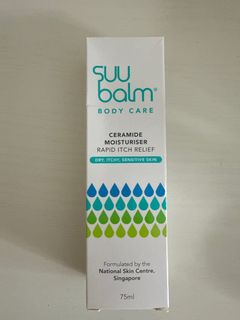 suu
balm®
BODY CARE
CERAMIDE
MOISTURISER
RAPID ITCH RELIEF
DRY, ITCHY, SENSITIVE SKIN
Formulated by the
National Skin Centre,
Singapore
75ml